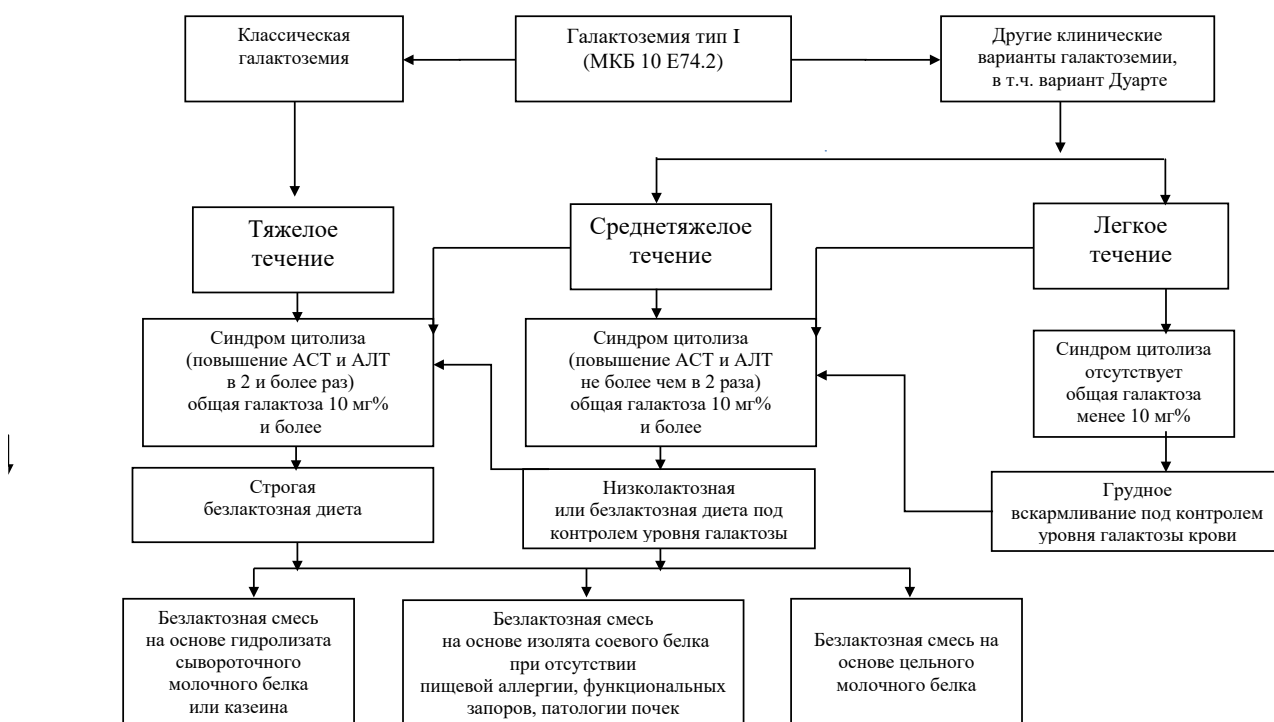 Классическая
галактоземия
Галактоземия тип I
(МКБ 10 E74.2)
Другие клинические
варианты галактоземии,
в т.ч. вариант Дуарте
Тяжелое
течение
Среднетяжелое
течение
Легкое
течение
Синдром цитолиза
(повышение АСТ и АЛТ
в 2 и более раз)
общая галактоза 10 мг%
и более
Синдром цитолиза
(повышение АСТ и АЛТ
не более чем в 2 раза)
общая галактоза 10 мг%
и более
Синдром цитолиза
отсутствует
общая галактоза
менее 10 мг%
Строгая
безлактозная диета
Низколактозная
или безлактозная диета под
контролем уровня галактозы
Грудное
вскармливание под контролем
уровня галактозы крови
Безлактозная смесь
на основе гидролизата
сывороточного
молочного белка
или казеина
Безлактозная смесь
на основе изолята соевого белка
при отсутствии
пищевой аллергии, функциональных
запоров, патологии почек
Безлактозная смесь на
основе цельного
молочного белка